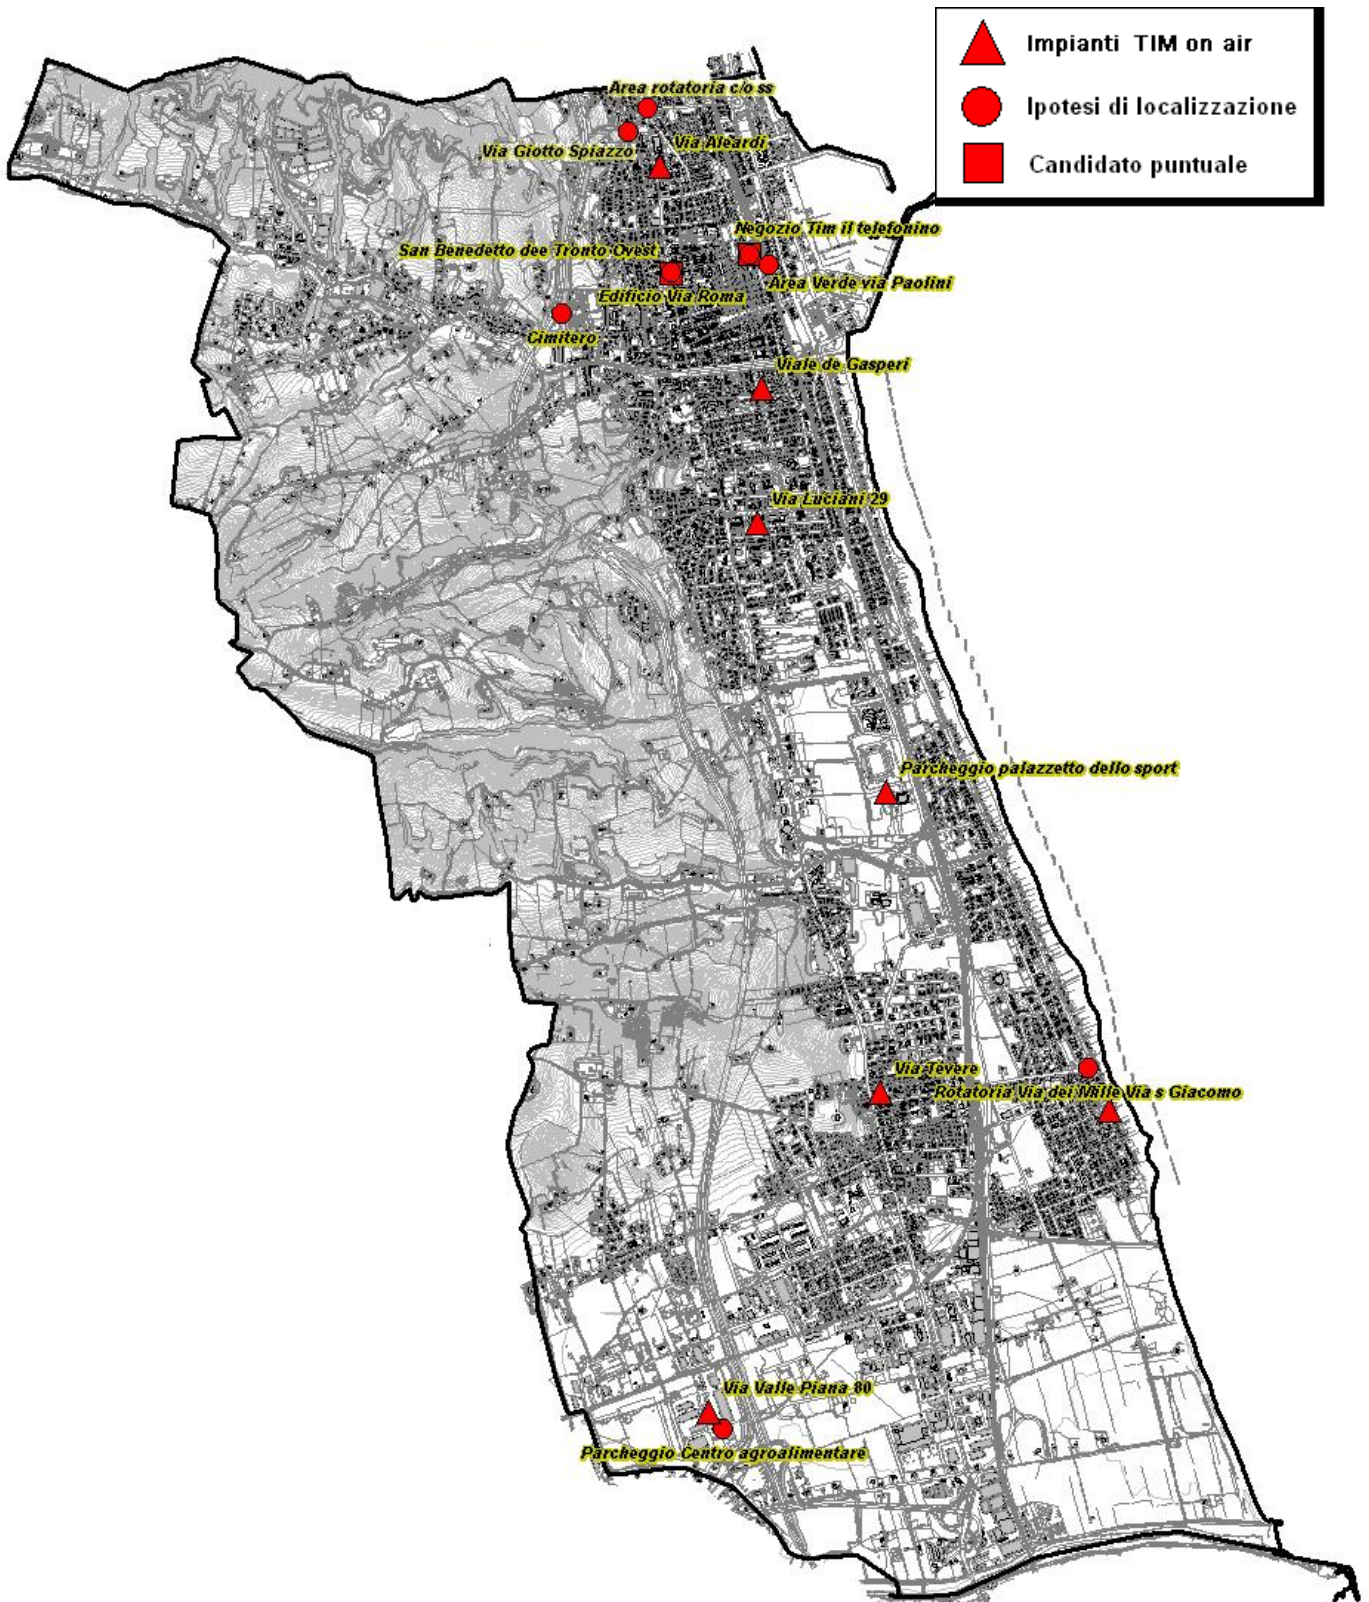 Impianti TIM on air
Ipotesi di localizzazione
Candidato puntuale
Area rotatoria c/o ss
Via Aleardi
Via Giotto Spiazzo
Negozio Tim il telefonino
San Benedetto dee Tronto Ovest
Area Verde via Paolini
Edificio Via Roma
Cimitero
Viale de Gasperi
Via Luciani 29
Parcheggio palazzetto dello sport
Via Tevere
Rotatoria Via dei Mille Via s Giacomo
Via Valle Piana 80
Parcheggio Centro agroalimentare